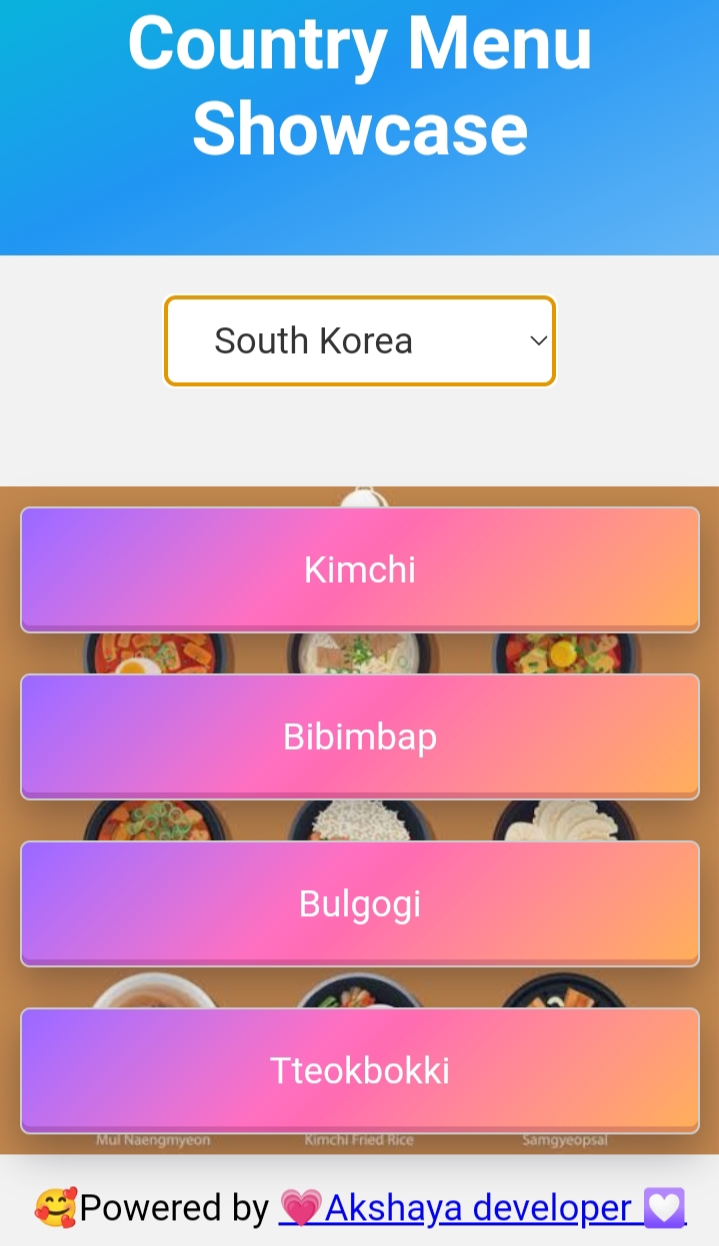 Country Menu
Showcase
South Korea
Kimchi
Bibimbap
Bulgogi
Tteokbokki
Mul Naengmyeon Kimchi Fried Rice Samgyeopsal
🥰Powered by 💗Akshaya developer 💟.